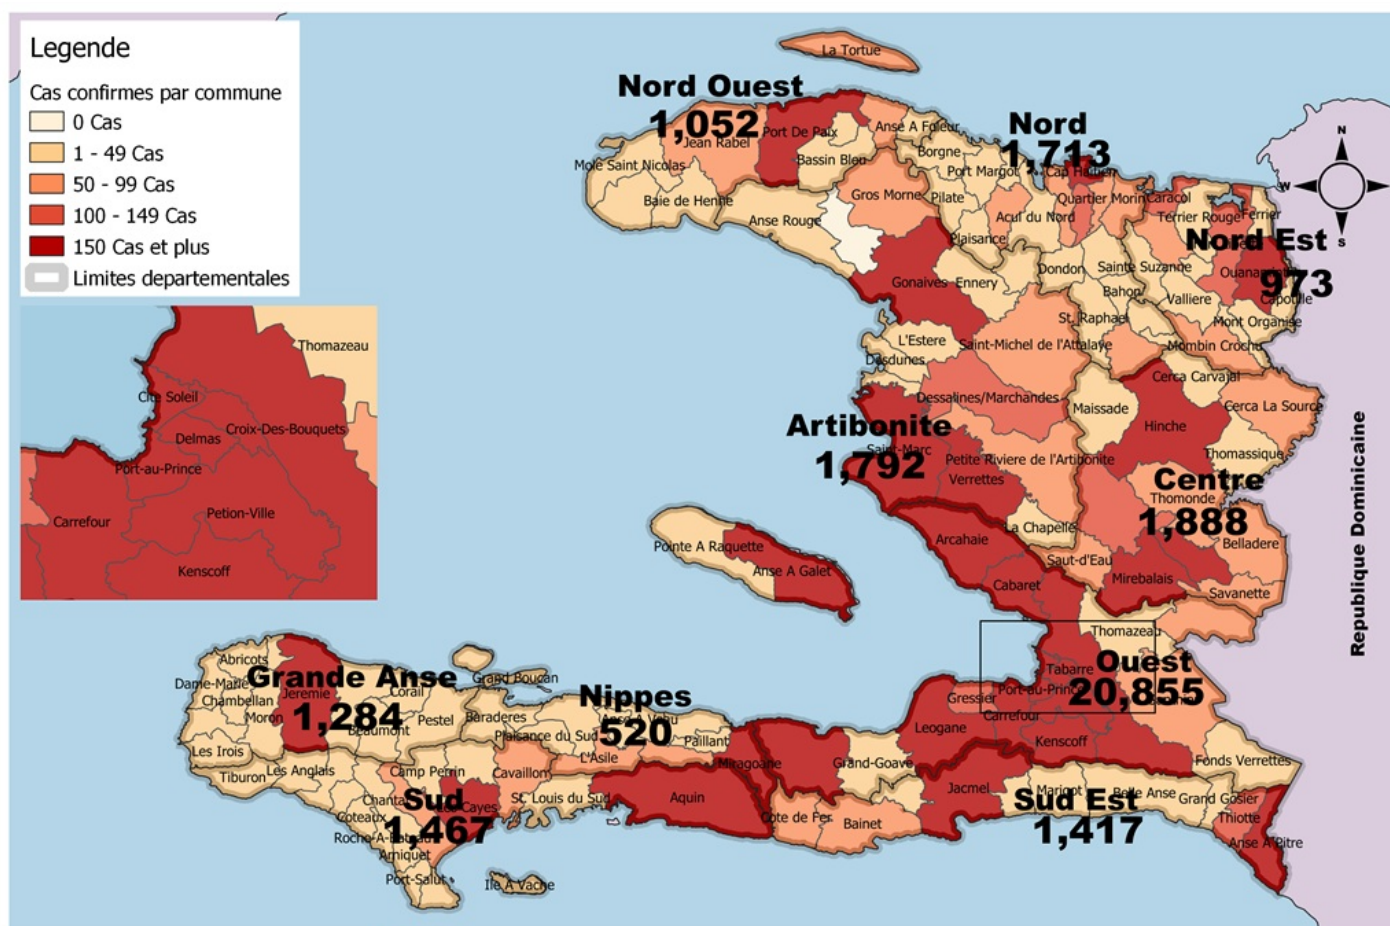 Legende
Cas confirmes par commune
0 Cas
1 - 49 Cas
50 - 99 Cas
100 - 149 Cas
150 Cas et plus
Limites departementales
Thomazeau
Cite Soleil
Delmas
Croix-Des-Bouquets
Port-au-Prince
Carrefour
Petion-Ville
Kenscoff
La Tortue
Nord Ouest
1,052
Port De Paix
Jean Rabel
Anse A Foleur
Mole Saint Nicolas
Bassin Bleu
Baie de Henne
Anse Rouge
Nord
1,713
Borgne
Port Margot
Cap Haitien
Gros Morne
Pilate
Quartier Morin
Caracol
Acul du Nord
Terrier Rouge
Ferrier
Plaisance
Nord Est
973
N
W
S
Gonaives
Ennery
Dondon
Sainte Suzanne
Bahon
Valliere
Capotille
St. Raphael
Mont Organise
L'Estere
Saint-Michel de l'Attalaye
Mombin Crochu
Desdunes
Cerca Carvajal
Dessalines/Marchandes
Maissade
Cerca La Source
Hinche
Artibonite
1,792
Saint-Marc
Petite Riviere de l'Artibonite
Verrettes
Thomassique
Centre
1,888
Thomonde
La Chapelle
Belladere
Arcahaie
Saut-d'Eau
Mirebalais
Cabaret
Savanette
Republique Dominicaine
Pointe A Raquette
Anse A Galet
Thomazeau
Tabarre
Ouest
20,855
Gressier
Port-au-Prince
Carrefour
Leogane
Kenscoff
Fonds Verrettes
Abricots
Grande Anse
1,284
Grand Boucan
Dame-Marie
Jeremie
Corail
Chambellan
Moron
Pestel
Baraderes
Beaumont
Les Irois
Nippes
520
Plaisance du Sud
Paillant
L'Asile
Miragoane
Grand-Goave
Tiburon
Les Anglais
Camp Perrin
Cavaillon
Sud
1,467
St. Louis du Sud
Aquin
Coteaux
Arniquet
Port-Salut
Ile A Vache
Cote de Fer
Bainet
Jacmel
Sud Est
1,417
Marigot
Belle Anse
Grand Gosier
Thiotte
Anse A Pitre